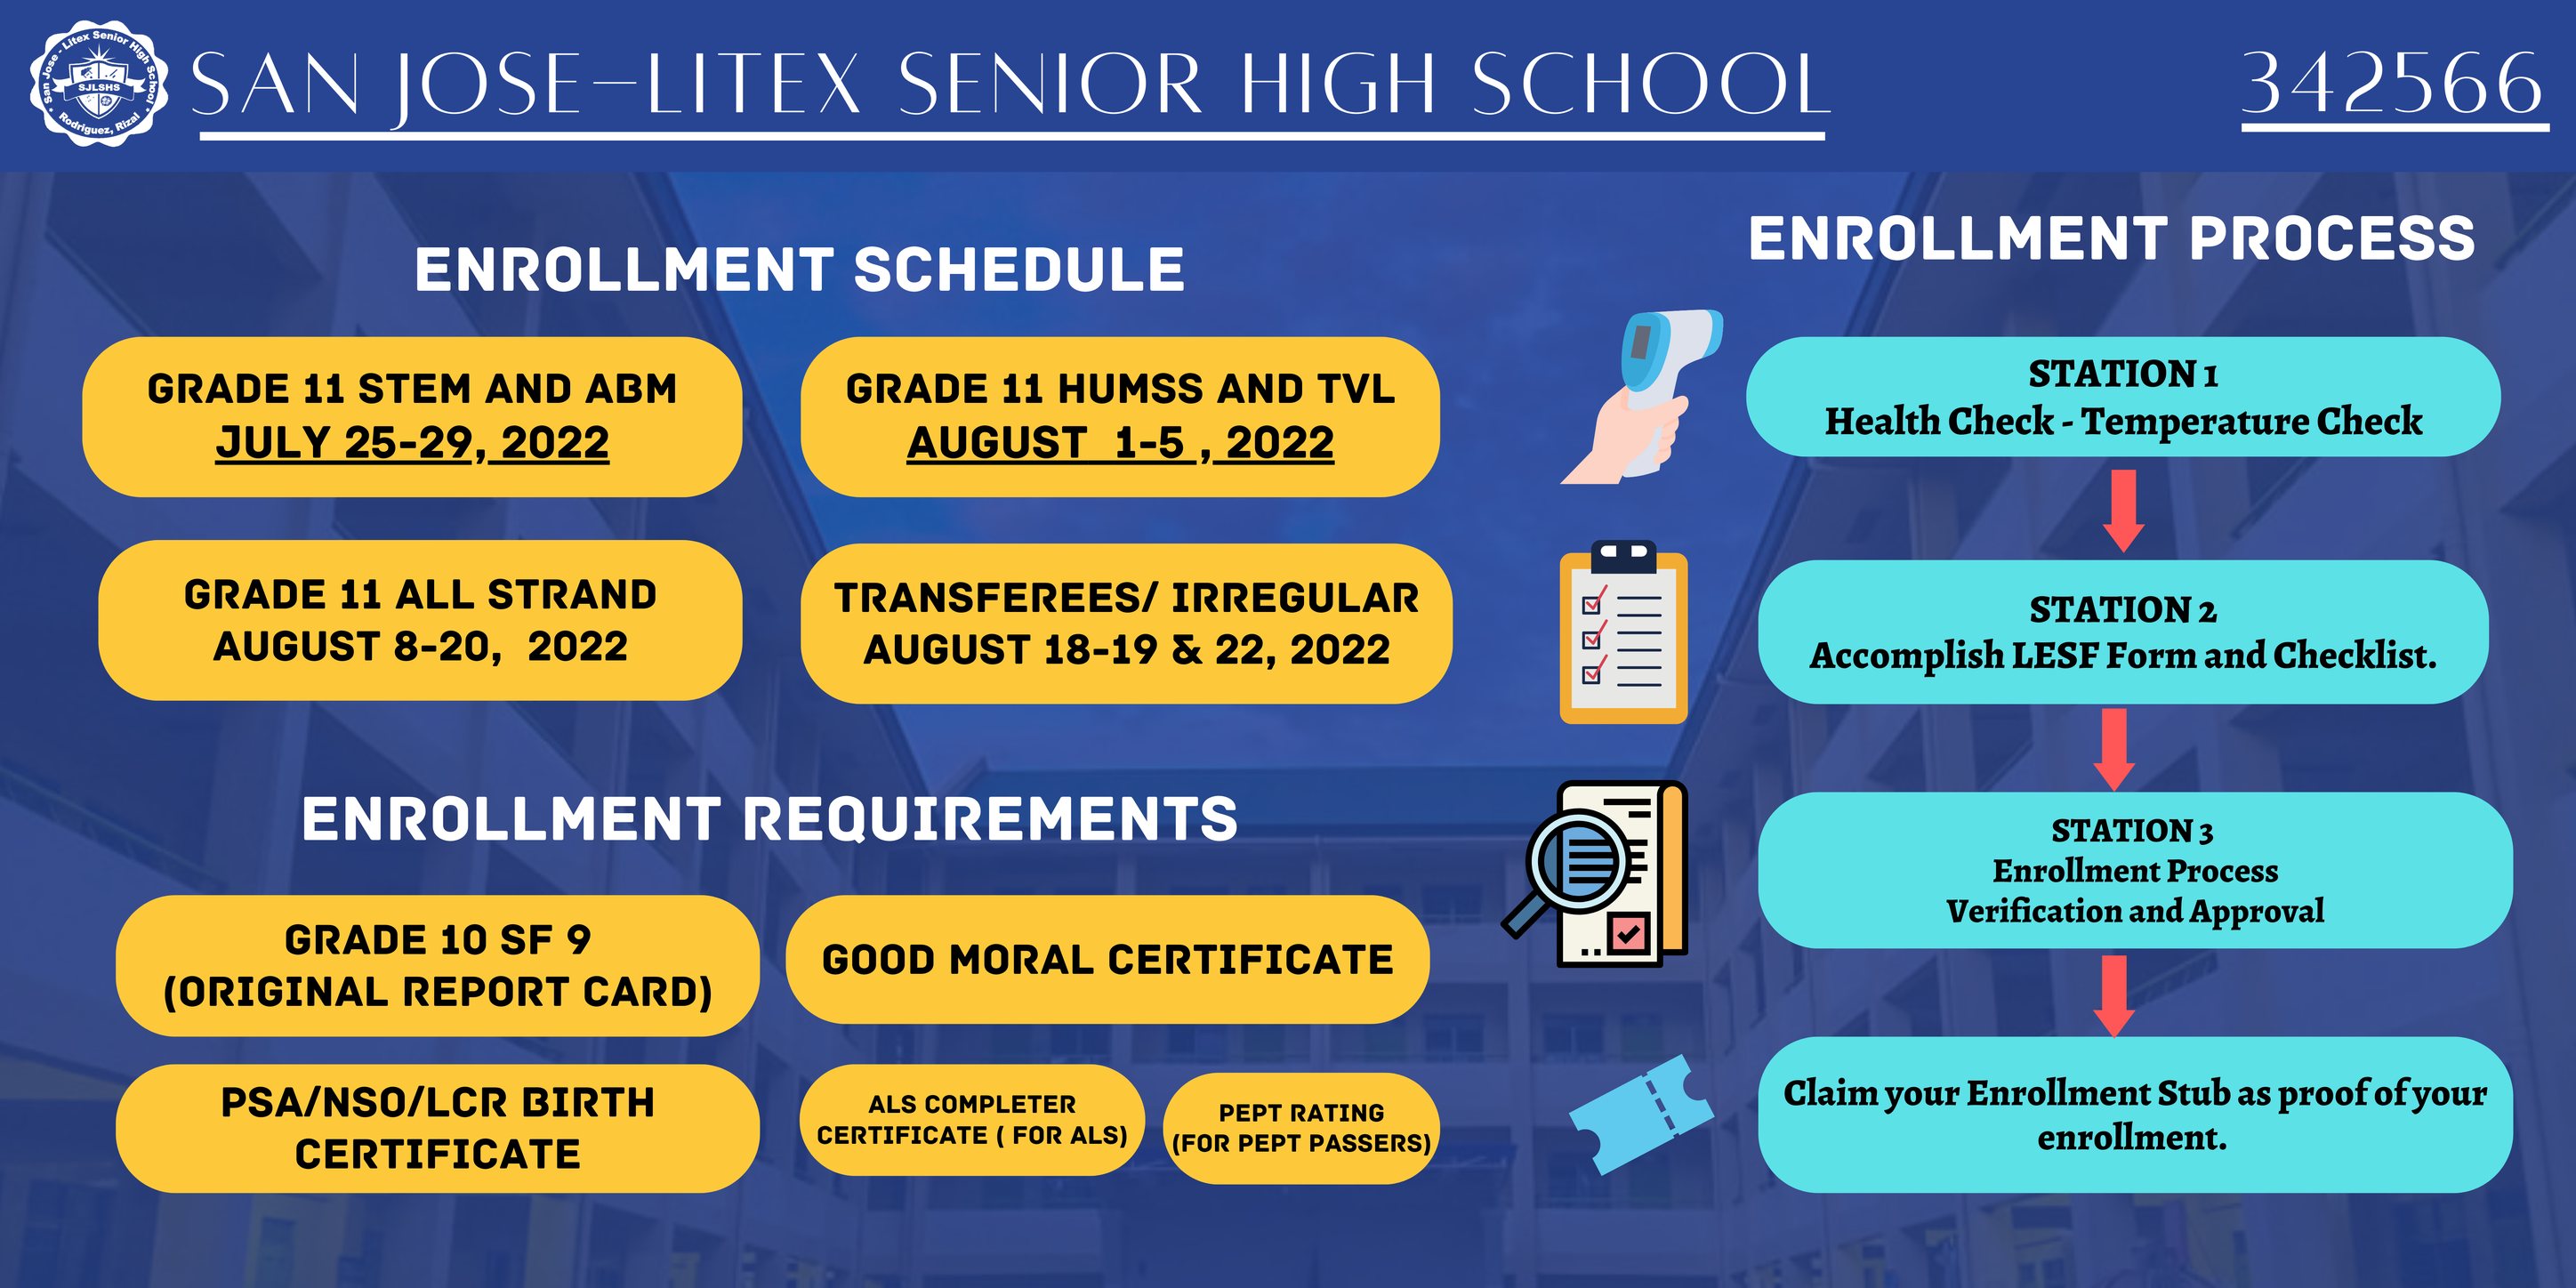 San Jose - Litex Senior High School
SJLSHS
Rodriguez, Rizal
SAN JOSE-LITEX SENIOR HIGH SCHOOL
342566
ENROLLMENT SCHEDULE
GRADE 11 STEM AND ABM
JULY 25-29, 2022
GRADE 11 HUMSS AND TVL
AUGUST  1-5 , 2022
GRADE 11 ALL STRAND
AUGUST 8-20,  2022
TRANSFEREES/ IRREGULAR
AUGUST 18-19 & 22, 2022
ENROLLMENT REQUIREMENTS
GRADE 10 SF 9
(ORIGINAL REPORT CARD)
GOOD MORAL CERTIFICATE
PSA/NSO/LCR BIRTH
CERTIFICATE
ALS COMPLETER
CERTIFICATE ( FOR ALS)
PEPT RATING
(FOR PEPT PASSERS)
ENROLLMENT PROCESS
STATION 1
Health Check - Temperature Check
STATION 2
Accomplish LESF Form and Checklist.
STATION 3
Enrollment Process
Verification and Approval
Claim your Enrollment Stub as proof of your
enrollment.